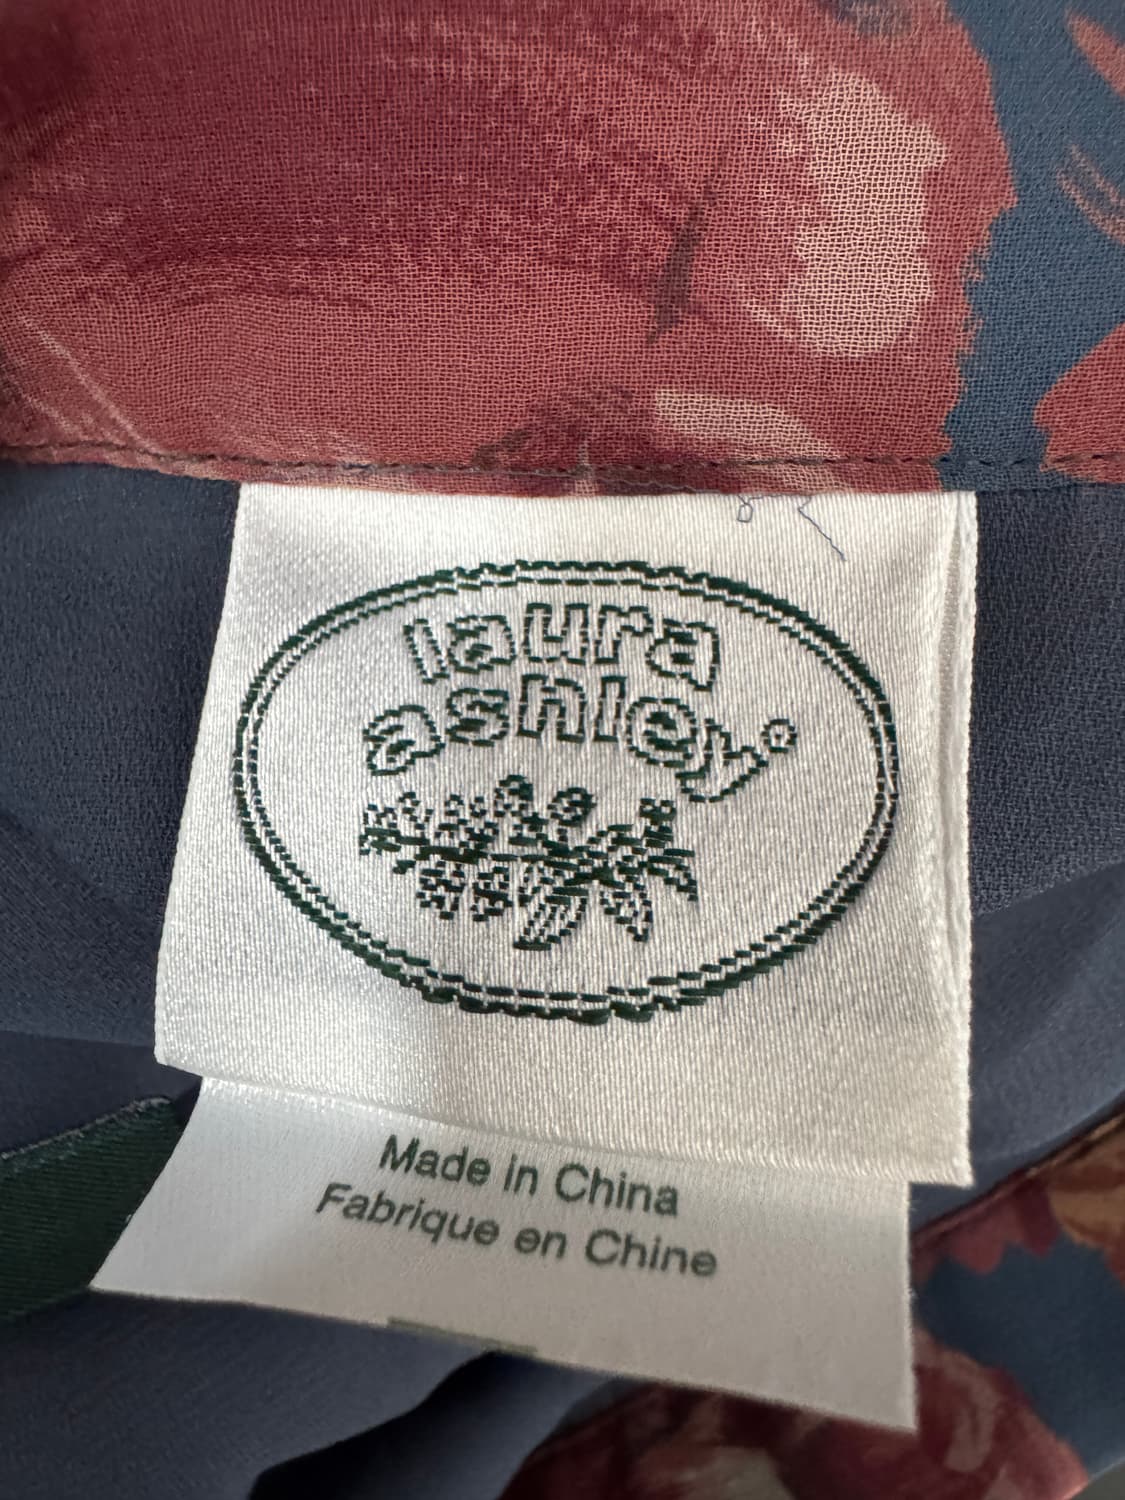 laura
ashley®
Made in China
Fabrique en Chine